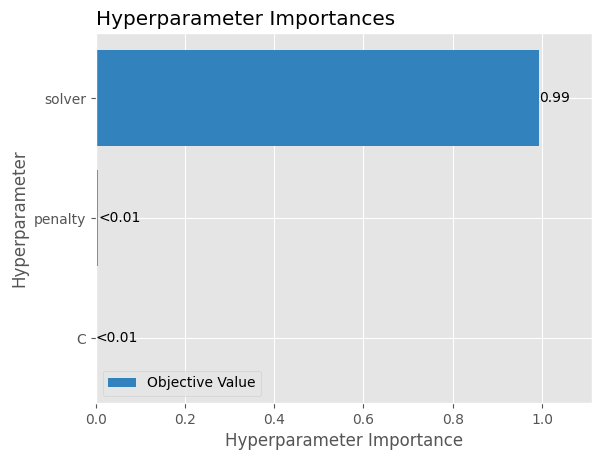 Hyperparameter Importances
Hyperparameter
solver
0.99
penalty
<0.01
C
<0.01
Objective Value
0.0 0.2 0.4 0.6 0.8 1.0
Hyperparameter Importance